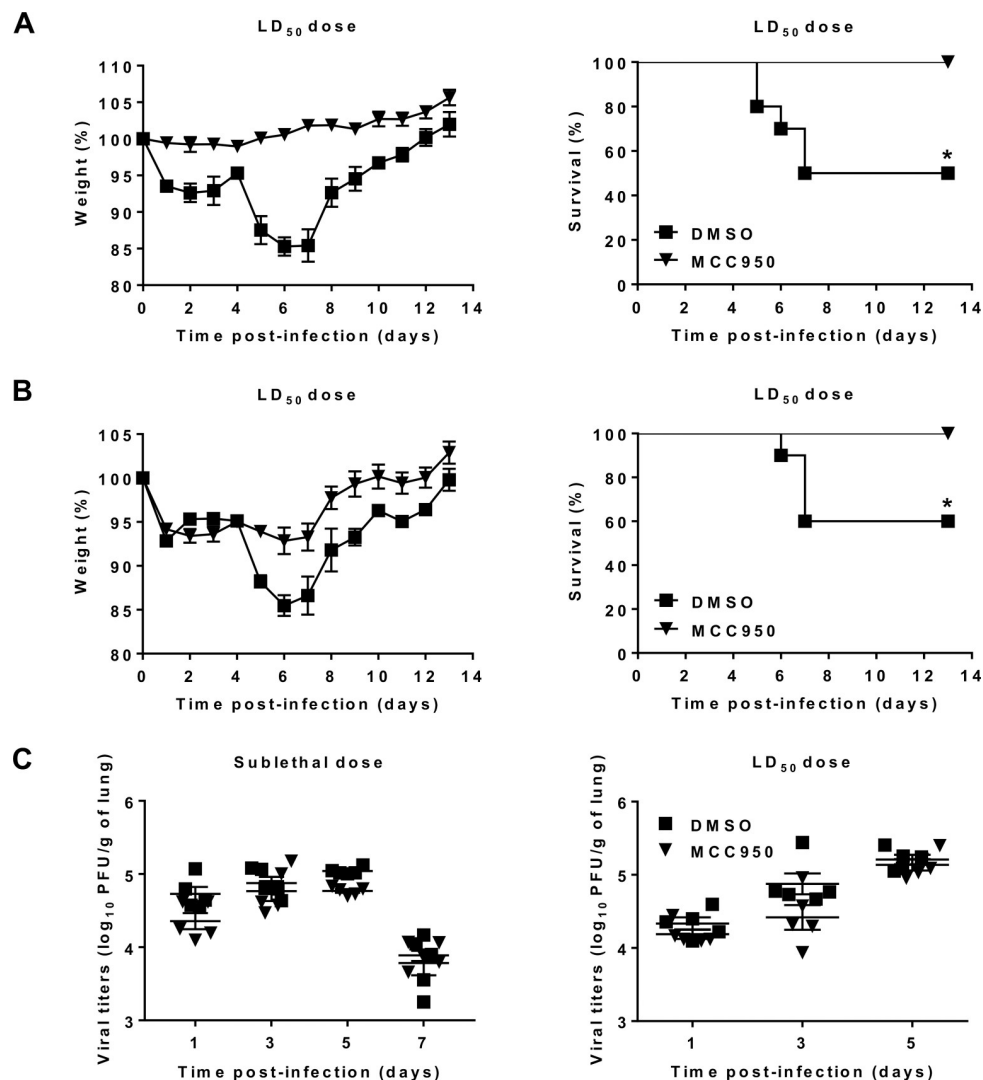 A
LD50 dose
Weight (%)
110
105
100
95
90
85
80
0 2 4 6 8 10 12 14
Time post-infection (days)
LD50 dose
Survival (%)
100
80
60
40
20
0
*
DMSO
MCC950
0 2 4 6 8 10 12 14
Time post-infection (days)
B
LD50 dose
Weight (%)
105
100
95
90
85
80
0 2 4 6 8 10 12 14
Time post-infection (days)
LD50 dose
Survival (%)
100
80
60
40
20
0
*
DMSO
MCC950
0 2 4 6 8 10 12 14
Time post-infection (days)
C
Sublethal dose
Viral titers (log10 PFU/g of lung)
6
5
4
3
1 3 5 7
Time post-infection (days)
LD50 dose
Viral titers (log10 PFU/g of lung)
6
5
4
3
DMSO
MCC950
1 3 5
Time post-infection (days)